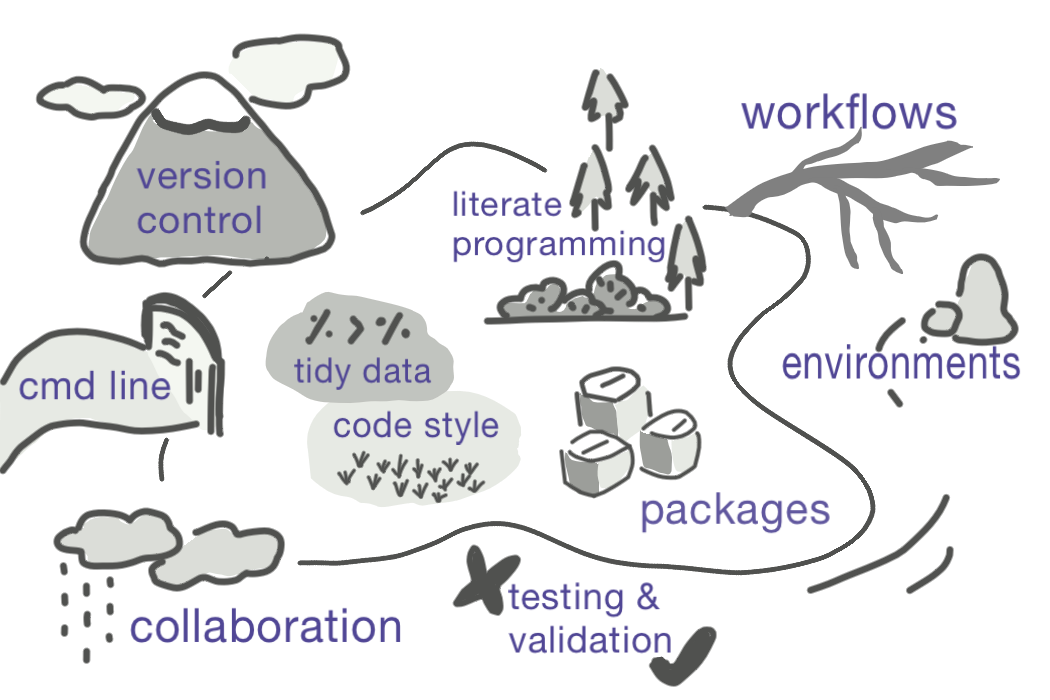 workflows
version
control
literate
programming
% > %
tidy data
environments
cmd line
code style
packages
testing &
validation
collaboration